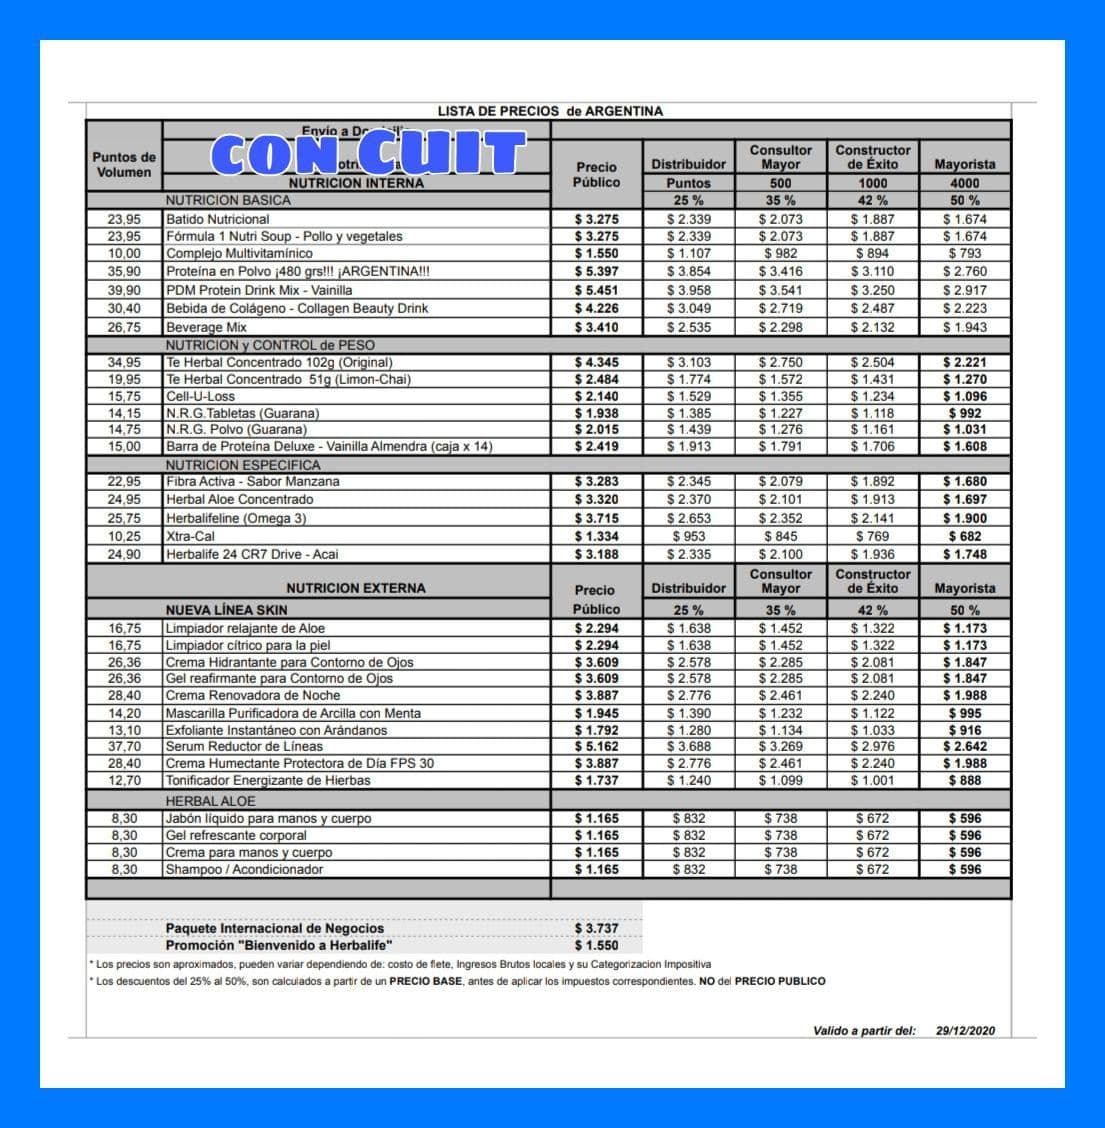 LISTA DE PRECIOS de ARGENTINA
Envío a
CON CUIT
Puntos de Volumen
NUTRICION INTERNA
Precio Público
Distribuidor Consultor Mayor Constructor de Éxito Mayorista
Puntos 500 1000 4000
NUTRICION BASICA 25 % 35 % 42 % 50 %
23,95 Batido Nutricional $ 3.275 $ 2.339 $ 2.073 $ 1.887 $ 1.674
23,95 Fórmula 1 Nutri Soup - Pollo y vegetales $ 3.275 $ 2.339 $ 2.073 $ 1.887 $ 1.674
10,00 Complejo Multivitamínico $ 1.550 $ 1.107 $ 982 $ 894 $ 793
35,90 Proteína en Polvo ¡480 grs!!! ¡ARGENTINA!!! $ 5.397 $ 3.854 $ 3.416 $ 3.110 $ 2.760
39,90 PDM Protein Drink Mix - Vainilla $ 5.451 $ 3.958 $ 3.541 $ 3.250 $ 2.917
30,40 Bebida de Colágeno - Collagen Beauty Drink $ 4.226 $ 3.049 $ 2.719 $ 2.487 $ 2.223
26,75 Beverage Mix $ 3.410 $ 2.535 $ 2.298 $ 2.132 $ 1.943
NUTRICION y CONTROL de PESO
34,95 Te Herbal Concentrado 102g (Original) $ 4.345 $ 3.103 $ 2.750 $ 2.504 $ 2.221
19,95 Te Herbal Concentrado 51g (Limon-Chai) $ 2.484 $ 1.774 $ 1.572 $ 1.431 $ 1.270
15,75 Cell-U-Loss $ 2.140 $ 1.529 $ 1.355 $ 1.234 $ 1.096
14,15 N.R.G.Tabletas (Guarana) $ 1.938 $ 1.385 $ 1.227 $ 1.118 $ 992
14,75 N.R.G. Polvo (Guarana) $ 2.015 $ 1.439 $ 1.276 $ 1.161 $ 1.031
15,00 Barra de Proteína Deluxe - Vainilla Almendra (caja x 14) $ 2.419 $ 1.913 $ 1.791 $ 1.706 $ 1.608
NUTRICION ESPECIFICA
22,95 Fibra Activa - Sabor Manzana $ 3.283 $ 2.345 $ 2.079 $ 1.892 $ 1.680
24,95 Herbal Aloe Concentrado $ 3.320 $ 2.370 $ 2.101 $ 1.913 $ 1.697
25,75 Herbalifeline (Omega 3) $ 3.715 $ 2.653 $ 2.352 $ 2.141 $ 1.900
10,25 Xtra-Cal $ 1.334 $ 953 $ 845 $ 769 $ 682
24,90 Herbalife 24 CR7 Drive - Acai $ 3.188 $ 2.335 $ 2.100 $ 1.936 $ 1.748
NUTRICION EXTERNA Precio Público Distribuidor Consultor Mayor Constructor de Éxito Mayorista
NUEVA LÍNEA SKIN 25 % 35 % 42 % 50 %
16,75 Limpiador relajante de Aloe $ 2.294 $ 1.638 $ 1.452 $ 1.322 $ 1.173
16,75 Limpiador cítrico para la piel $ 2.294 $ 1.638 $ 1.452 $ 1.322 $ 1.173
26,36 Crema Hidrantante para Contorno de Ojos $ 3.609 $ 2.578 $ 2.285 $ 2.081 $ 1.847
26,36 Gel reafirmante para Contorno de Ojos $ 3.609 $ 2.578 $ 2.285 $ 2.081 $ 1.847
28,40 Crema Renovadora de Noche $ 3.887 $ 2.776 $ 2.461 $ 2.240 $ 1.988
14,20 Mascarilla Purificadora de Arcilla con Menta $ 1.945 $ 1.390 $ 1.232 $ 1.122 $ 995
13,10 Exfoliante Instantáneo con Arándanos $ 1.792 $ 1.280 $ 1.134 $ 1.033 $ 916
37,70 Serum Reductor de Líneas $ 5.162 $ 3.688 $ 3.269 $ 2.976 $ 2.642
28,40 Crema Humectante Protectora de Día FPS 30 $ 3.887 $ 2.776 $ 2.461 $ 2.240 $ 1.988
12,70 Tonificador Energizante de Hierbas $ 1.737 $ 1.240 $ 1.099 $ 1.001 $ 888
HERBAL ALOE
8,30 Jabón líquido para manos y cuerpo $ 1.165 $ 832 $ 738 $ 672 $ 596
8,30 Gel refrescante corporal $ 1.165 $ 832 $ 738 $ 672 $ 596
8,30 Crema para manos y cuerpo $ 1.165 $ 832 $ 738 $ 672 $ 596
8,30 Shampoo / Acondicionador $ 1.165 $ 832 $ 738 $ 672 $ 596
Paquete Internacional de Negocios $ 3.737
Promoción "Bienvenido a Herbalife" $ 1.550
* Los precios son aproximados, pueden variar dependiendo de: costo de flete, Ingresos Brutos locales y su Categorizacion Impositiva
* Los descuentos del 25% al 50%, son calculados a partir de un PRECIO BASE, antes de aplicar los impuestos correspondientes. NO del PRECIO PUBLICO
Valido a partir del: 29/12/2020